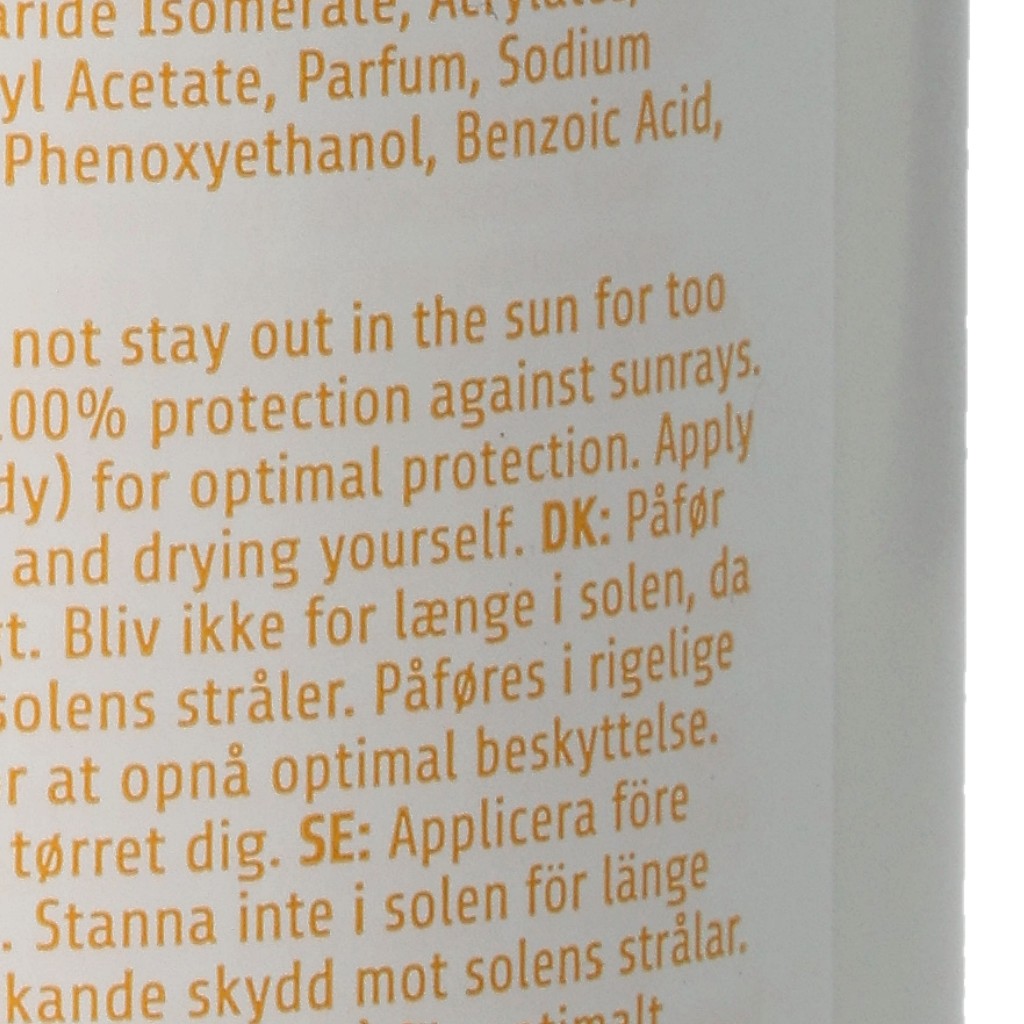 aride Isomerate,
yl Acetate, Parfum, Sodium
Phenoxyethanol, Benzoic Acid,
not stay out in the sun for too
00% protection against sunrays.
dy) for optimal protection. Apply
and drying yourself. DK: Påfør
t. Bliv ikke for længe i solen, da
solens stråler. Påføres i rigelige
r at opnå optimal beskyttelse.
tørret dig. SE: Applicera före
. Stanna inte i solen för länge
kande skydd mot solens strålar.
optimalt